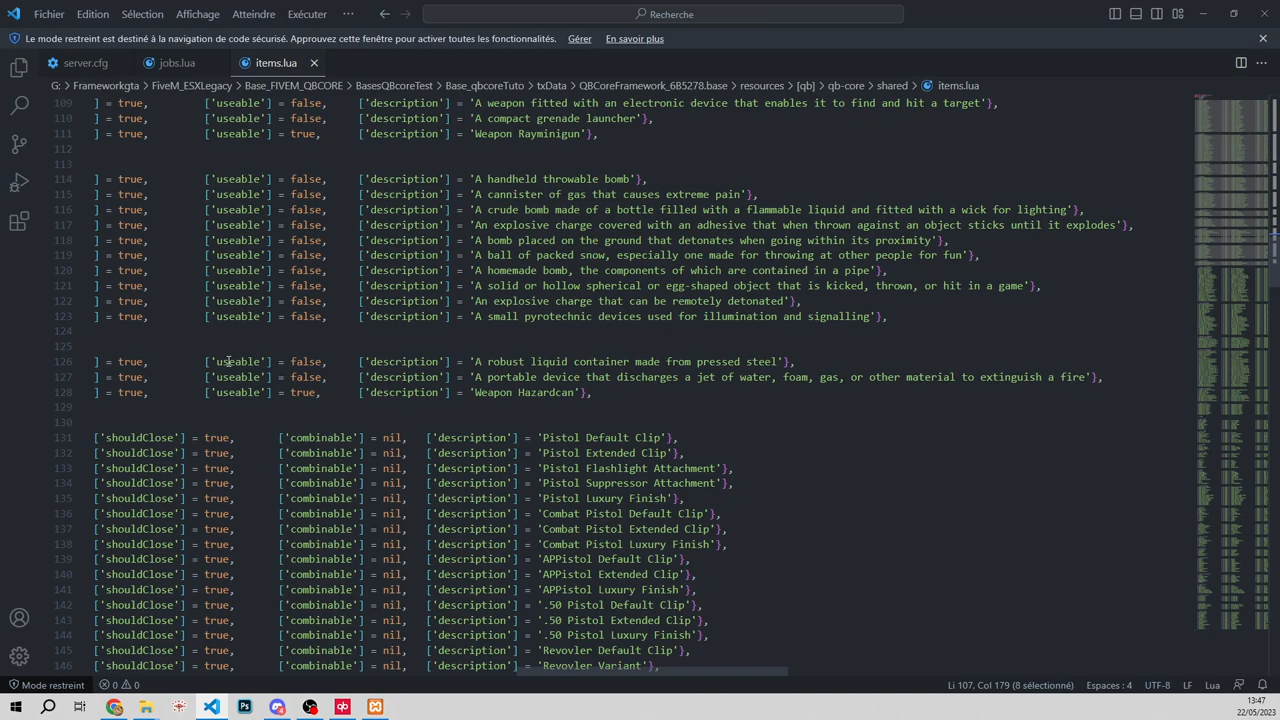 Fichier Edition Sélection Affichage Atteindre Exécuter ··· Recherche
Le mode restreint est destiné à la navigation de code sécurisé. Approuvez cette fenêtre pour activer toutes les fonctionnalités. Gérer En savoir plus
server.cfg jobs.lua items.lua
G: > Frameworkgta > FiveM_ESXLegacy > Base_FIVEM_QBCORE > BasesQBcoreTest > Base_qbcoreTuto > txData > QBCoreFramework_6B5278.base > resources > [qb] > qb-core > shared > items.lua
109 ] = true, ['useable'] = false, ['description'] = 'A weapon fitted with an electronic device that enables it to find and hit a target'},
110 ] = true, ['useable'] = false, ['description'] = 'A compact grenade launcher'},
111 ] = true, ['useable'] = true, ['description'] = 'Weapon Rayminigun'},
112
113
114 ] = true, ['useable'] = false, ['description'] = 'A handheld throwable bomb'},
115 ] = true, ['useable'] = false, ['description'] = 'A cannister of gas that causes extreme pain'},
116 ] = true, ['useable'] = false, ['description'] = 'A crude bomb made of a bottle filled with a flammable liquid and fitted with a wick for lighting'},
117 ] = true, ['useable'] = false, ['description'] = 'An explosive charge covered with an adhesive that when thrown against an object sticks until it explodes'},
118 ] = true, ['useable'] = false, ['description'] = 'A bomb placed on the ground that detonates when going within its proximity'},
119 ] = true, ['useable'] = false, ['description'] = 'A ball of packed snow, especially one made for throwing at other people for fun'},
120 ] = true, ['useable'] = false, ['description'] = 'A homemade bomb, the components of which are contained in a pipe'},
121 ] = true, ['useable'] = false, ['description'] = 'A solid or hollow spherical or egg-shaped object that is kicked, thrown, or hit in a game'},
122 ] = true, ['useable'] = false, ['description'] = 'An explosive charge that can be remotely detonated'},
123 ] = true, ['useable'] = false, ['description'] = 'A small pyrotechnic devices used for illumination and signalling'},
124
125
126 ] = true, ['useable'] = false, ['description'] = 'A robust liquid container made from pressed steel'},
127 ] = true, ['useable'] = false, ['description'] = 'A portable device that discharges a jet of water, foam, gas, or other material to extinguish a fire'},
128 ] = true, ['useable'] = true, ['description'] = 'Weapon Hazardcan'},
129
130
131 ['shouldClose'] = true, ['combinable'] = nil, ['description'] = 'Pistol Default Clip'},
132 ['shouldClose'] = true, ['combinable'] = nil, ['description'] = 'Pistol Extended Clip'},
133 ['shouldClose'] = true, ['combinable'] = nil, ['description'] = 'Pistol Flashlight Attachment'},
134 ['shouldClose'] = true, ['combinable'] = nil, ['description'] = 'Pistol Suppressor Attachment'},
135 ['shouldClose'] = true, ['combinable'] = nil, ['description'] = 'Pistol Luxury Finish'},
136 ['shouldClose'] = true, ['combinable'] = nil, ['description'] = 'Combat Pistol Default Clip'},
137 ['shouldClose'] = true, ['combinable'] = nil, ['description'] = 'Combat Pistol Extended Clip'},
138 ['shouldClose'] = true, ['combinable'] = nil, ['description'] = 'Combat Pistol Luxury Finish'},
139 ['shouldClose'] = true, ['combinable'] = nil, ['description'] = 'APPistol Default Clip'},
140 ['shouldClose'] = true, ['combinable'] = nil, ['description'] = 'APPistol Extended Clip'},
141 ['shouldClose'] = true, ['combinable'] = nil, ['description'] = 'APPistol Luxury Finish'},
142 ['shouldClose'] = true, ['combinable'] = nil, ['description'] = '.50 Pistol Default Clip'},
143 ['shouldClose'] = true, ['combinable'] = nil, ['description'] = '.50 Pistol Extended Clip'},
144 ['shouldClose'] = true, ['combinable'] = nil, ['description'] = '.50 Pistol Luxury Finish'},
145 ['shouldClose'] = true, ['combinable'] = nil, ['description'] = 'Revovler Default Clip'},
146 ['shouldClose'] = true, ['combinable'] = nil, ['description'] = 'Revovler Variant'},
Mode restreint 0 0 Li 107, Col 179 (8 sélectionné) Espaces : 4 UTF-8 LF Lua
13:47
22/05/2023